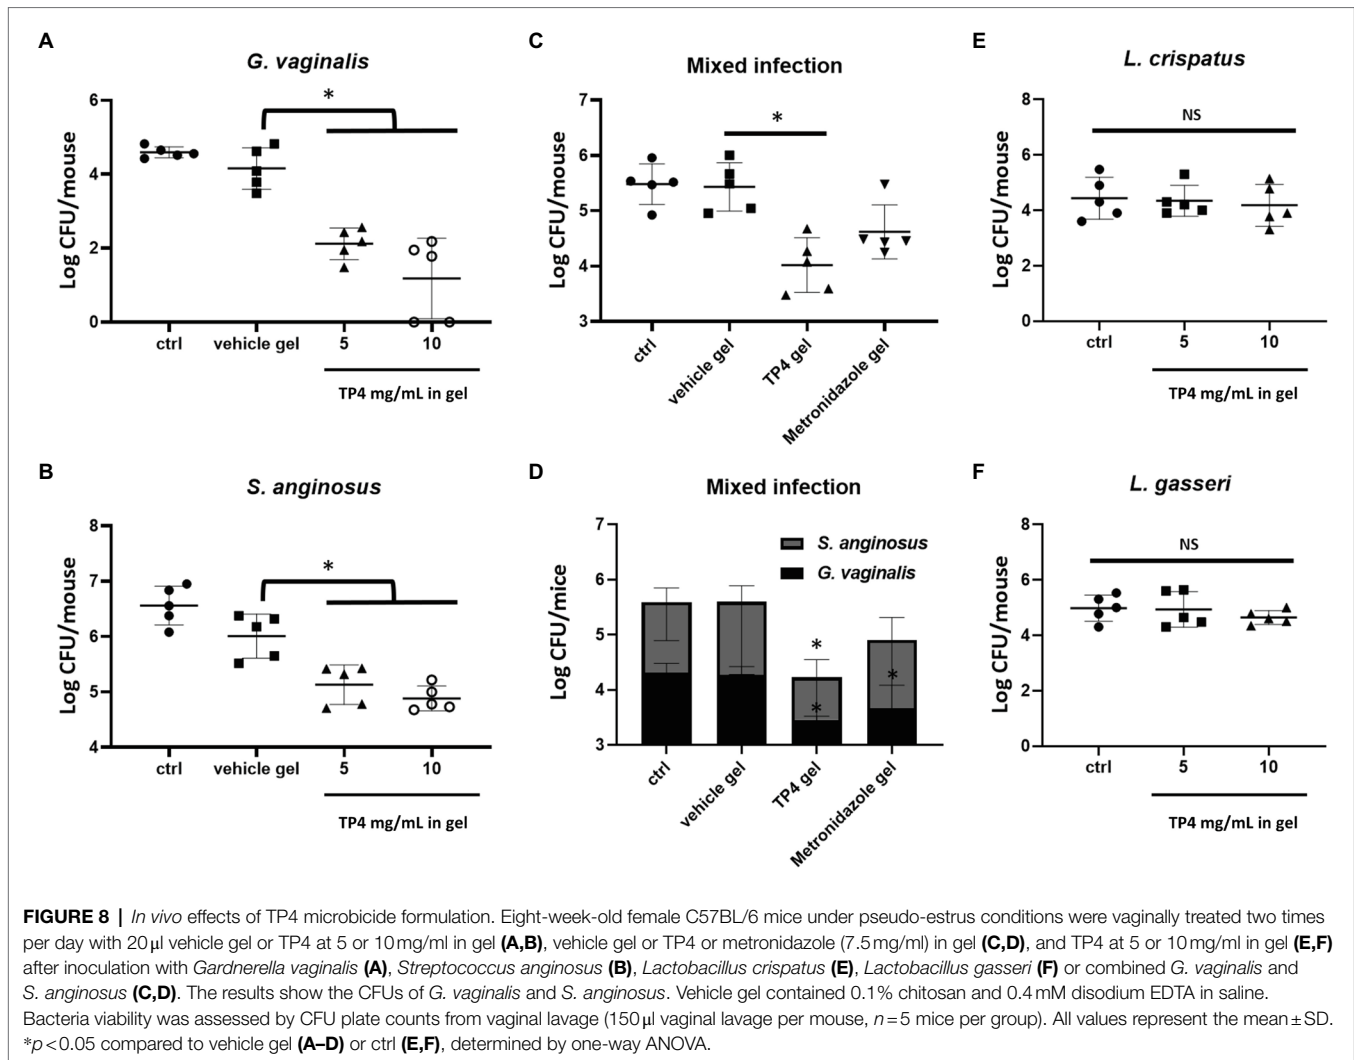 A
G. vaginalis
*
Log CFU/mouse
6
4
2
0
ctrl
vehicle gel
5
10
TP4 mg/mL in gel
B
S. anginosus
*
Log CFU/mouse
8
7
6
5
4
ctrl
vehicle gel
5
10
TP4 mg/mL in gel
C
Mixed infection
*
Log CFU/mouse
7
6
5
4
3
ctrl
vehicle gel
TP4 gel
Metronidazole gel
D
Mixed infection
S. anginosus
G. vaginalis
*
*
*
Log CFU/mice
7
6
5
4
3
ctrl
vehicle gel
TP4 gel
Metronidazole gel
E
L. crispatus
NS
Log CFU/mouse
8
6
4
2
0
ctrl
5
10
TP4 mg/mL in gel
F
L. gasseri
NS
Log CFU/mouse
8
6
4
2
0
ctrl
5
10
TP4 mg/mL in gel
FIGURE 8 | In vivo effects of TP4 microbicide formulation. Eight-week-old female C57BL/6 mice under pseudo-estrus conditions were vaginally treated two times
per day with 20 μl vehicle gel or TP4 at 5 or 10 mg/ml in gel (A,B), vehicle gel or TP4 or metronidazole (7.5 mg/ml) in gel (C,D), and TP4 at 5 or 10 mg/ml in gel (E,F)
after inoculation with Gardnerella vaginalis (A), Streptococcus anginosus (B), Lactobacillus crispatus (E), Lactobacillus gasseri (F) or combined G. vaginalis and
S. anginosus (C,D). The results show the CFUs of G. vaginalis and S. anginosus. Vehicle gel contained 0.1% chitosan and 0.4 mM disodium EDTA in saline.
Bacteria viability was assessed by CFU plate counts from vaginal lavage (150 μl vaginal lavage per mouse, n = 5 mice per group). All values represent the mean ± SD.
*p < 0.05 compared to vehicle gel (A–D) or ctrl (E,F), determined by one-way ANOVA.